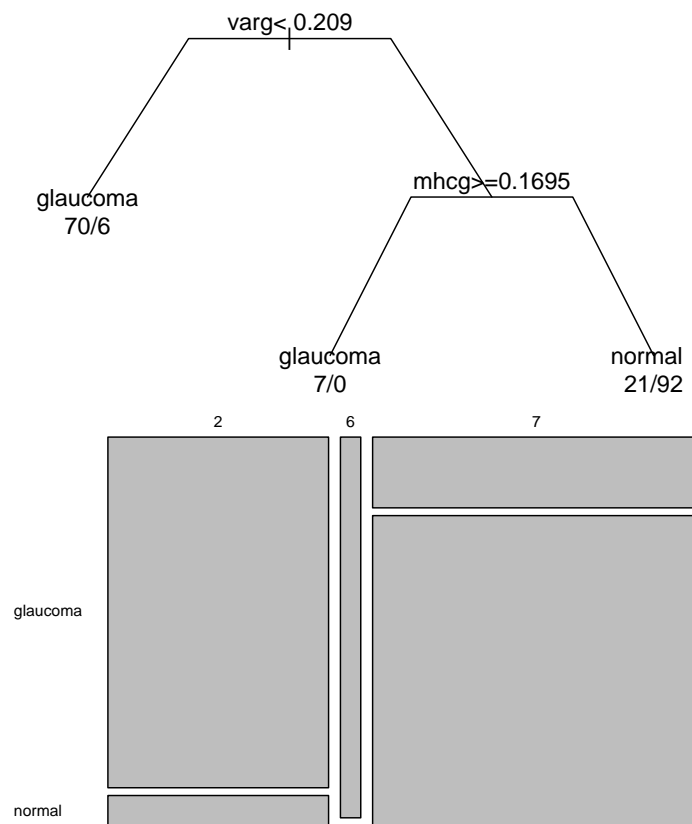 varg< 0.209
mhcg>=0.1695
glaucoma
70/6
glaucoma
7/0
normal
21/92
2 6 7
glaucoma
normal